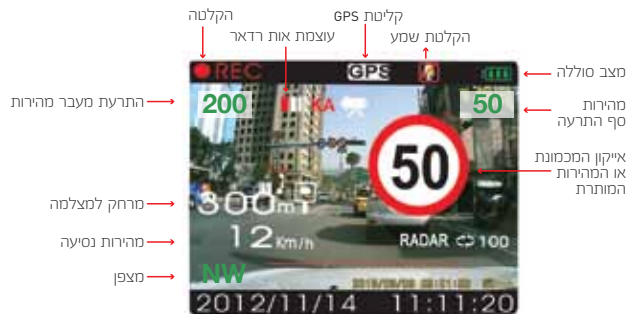 הקלטה
קליטת GPS
עוצמת אות רדאר
הקלטת שמע
מצב סוללה
REC
GPS
התרעת מעבר מהירות
200
KA
50
מהירות
סף התרעה
50
אייקון המכמונת
או המהירות
המותרת
מרחק למצלמה
300m
מהירות נסיעה
12 Km/h
RADAR 100
מצפן
NW
2012/11/14 11:11:20